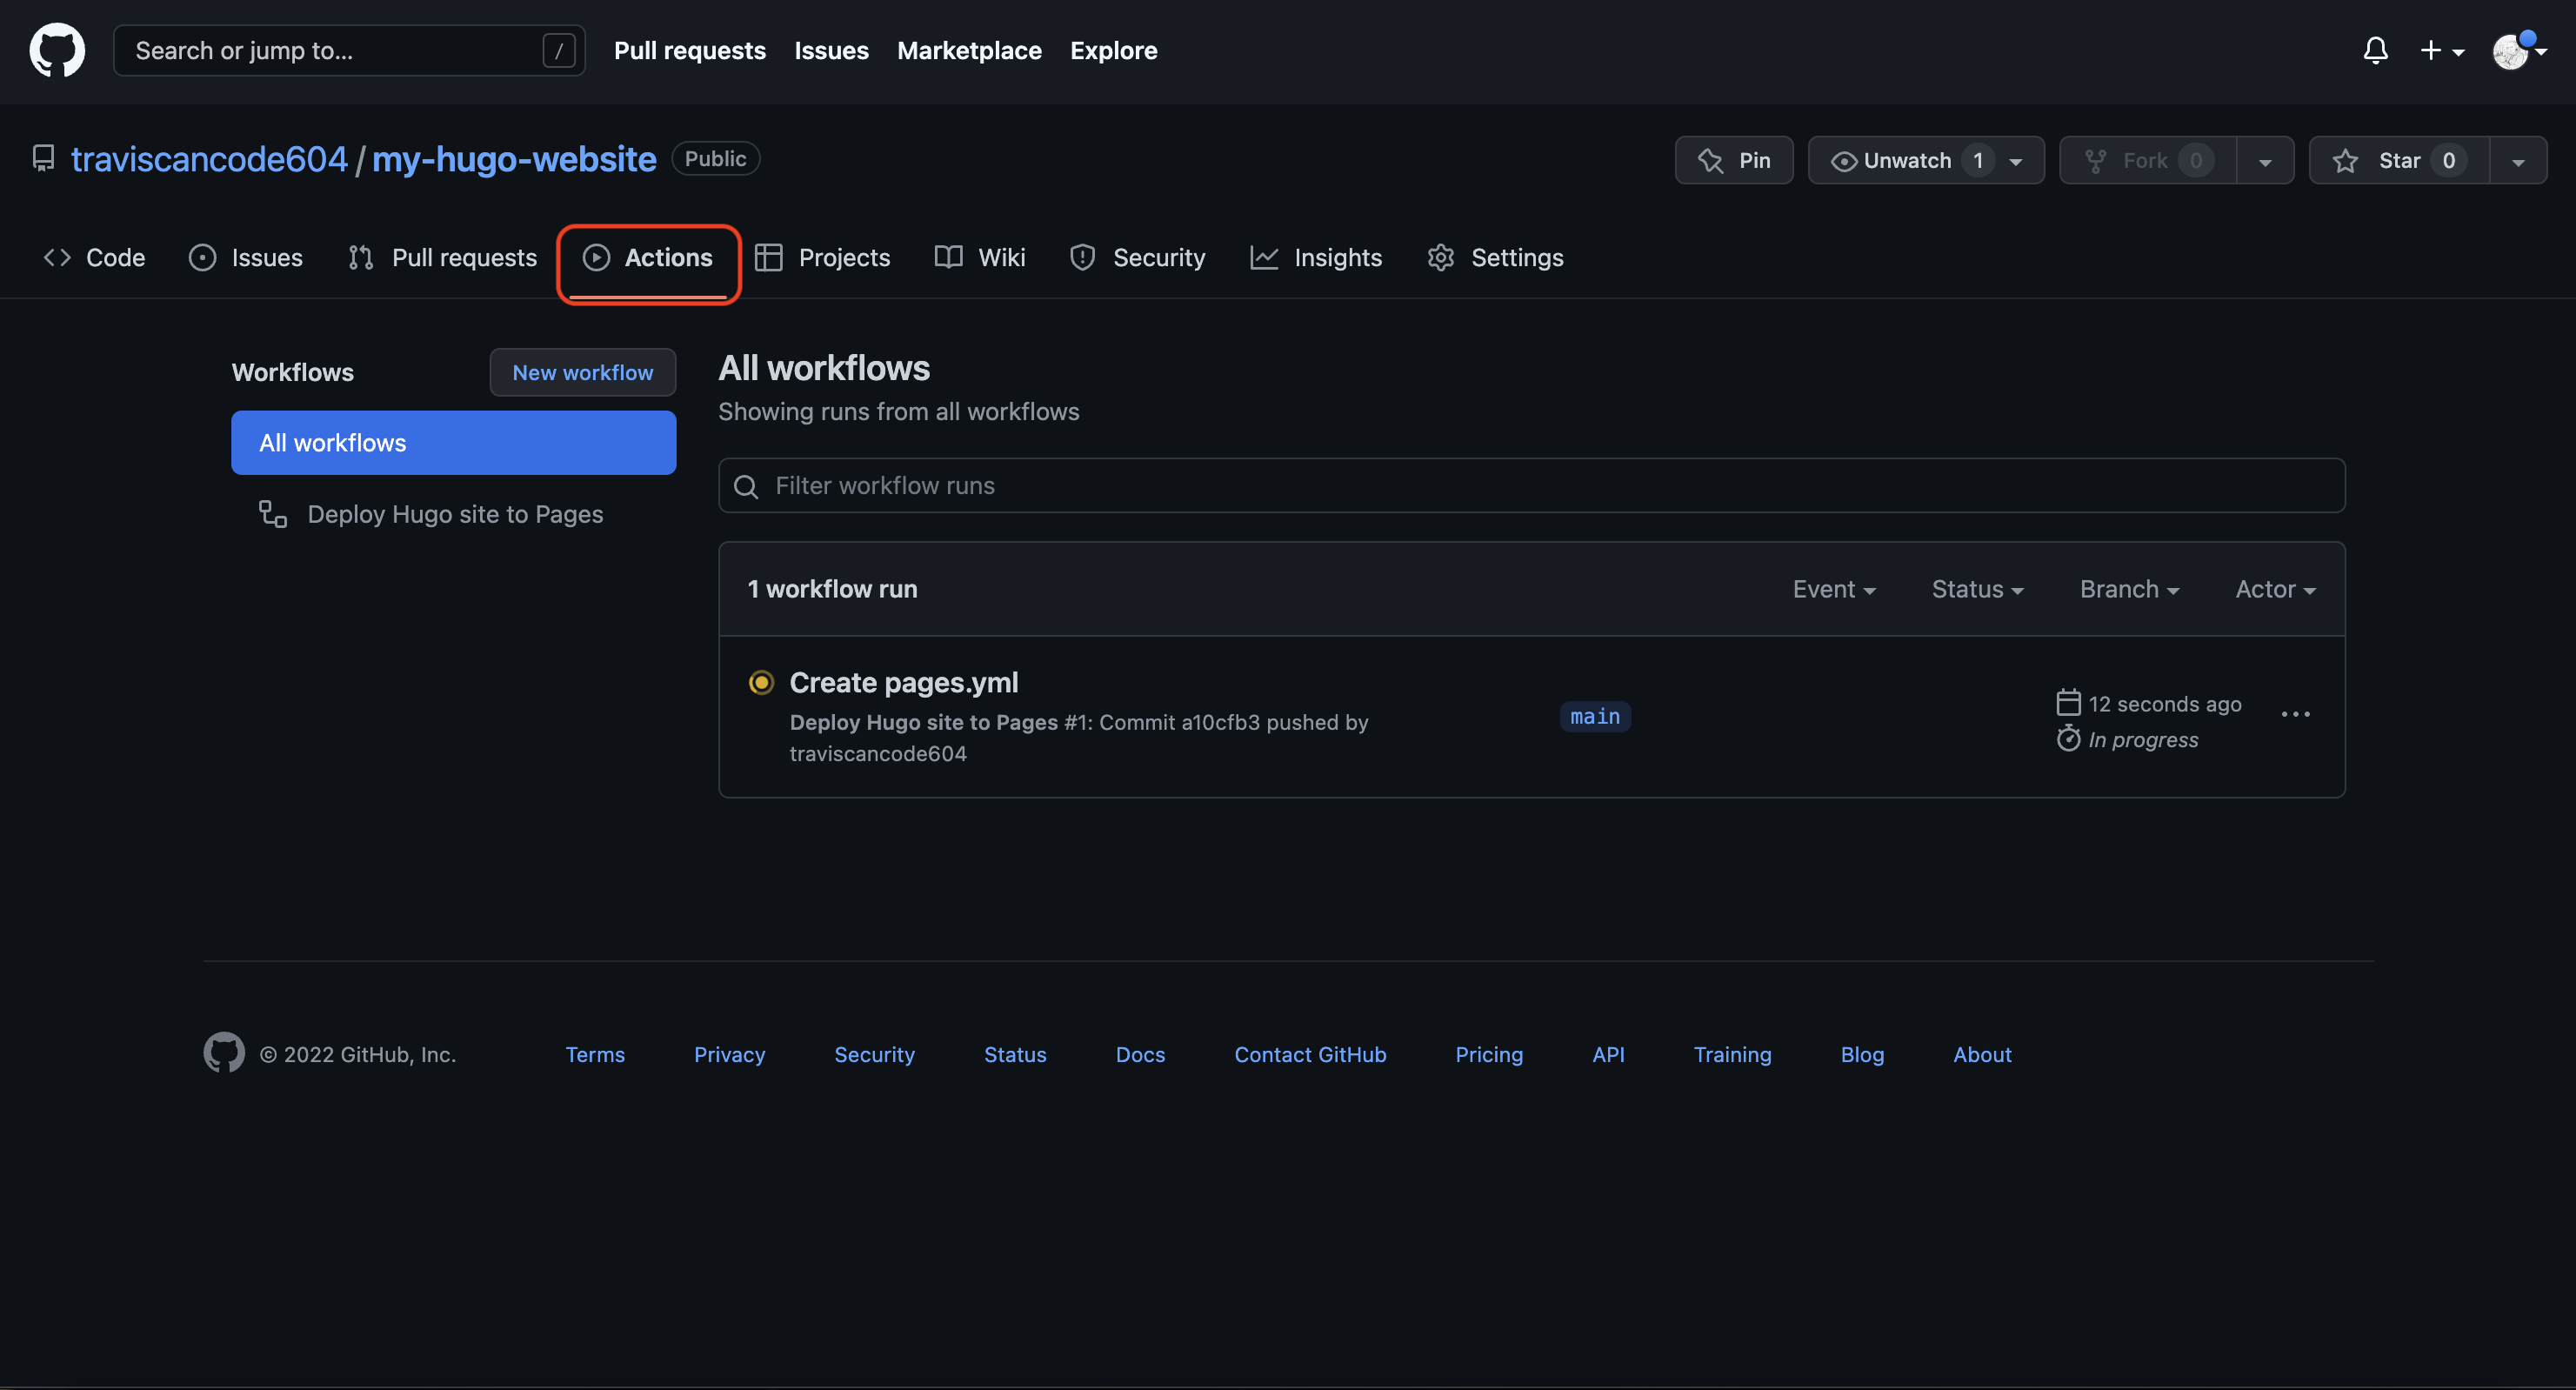 Search or jump to... / Pull requests Issues Marketplace Explore
traviscancode604 / my-hugo-website Public Pin Unwatch 1 Fork 0 Star 0
Code Issues Pull requests Actions Projects Wiki Security Insights Settings
Workflows New workflow
All workflows
Deploy Hugo site to Pages
All workflows
Showing runs from all workflows
Filter workflow runs
1 workflow run Event Status Branch Actor
Create pages.yml
Deploy Hugo site to Pages #1: Commit a10cfb3 pushed by
traviscancode604
main
12 seconds ago
In progress
© 2022 GitHub, Inc. Terms Privacy Security Status Docs Contact GitHub Pricing API Training Blog About